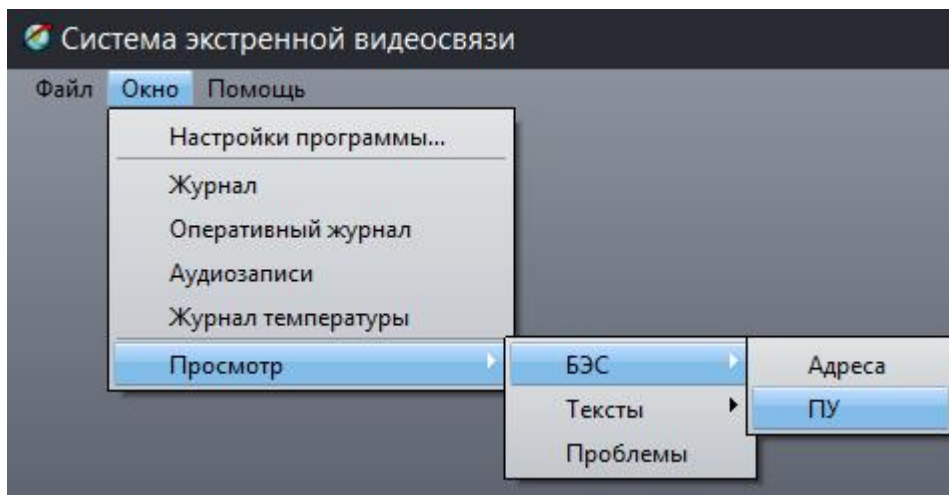 Система экстренной видеосвязи
Файл Окно Помощь
Настройки программы...
Журнал
Оперативный журнал
Аудиозаписи
Журнал температуры
Просмотр БЭС Адреса
Тексты ПУ
Проблемы